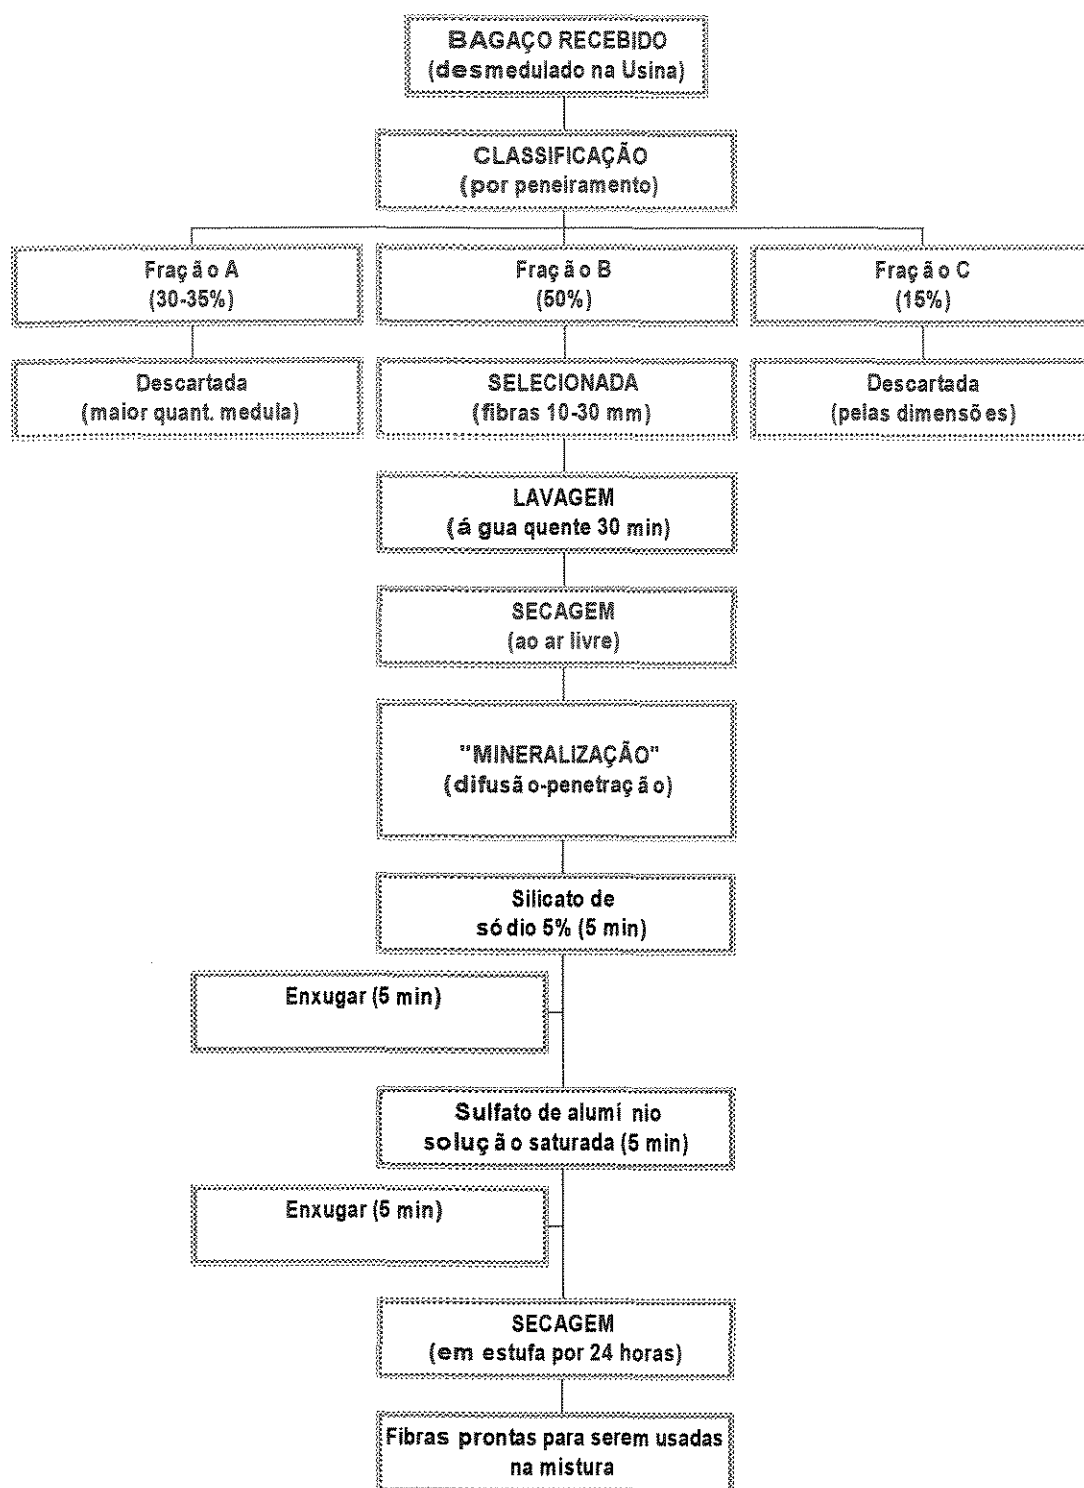 BAGAÇO RECEBIDO
(desmedulado na Usina)
CLASSIFICAÇÃO
(por peneiramento)
Fração A
(30-35%)
Fração B
(50%)
Fração C
(15%)
Descartada
(maior quant. medula)
SELECIONADA
(fibras 10-30 mm)
Descartada
(pelas dimensões)
LAVAGEM
(água quente 30 min)
SECAGEM
(ao ar livre)
"MINERALIZAÇÃO"
(difusão-penetração)
Silicato de
sódio 5% (5 min)
Enxugar (5 min)
Sulfato de alumínio
solução saturada (5 min)
Enxugar (5 min)
SECAGEM
(em estufa por 24 horas)
Fibras prontas para serem usadas
na mistura